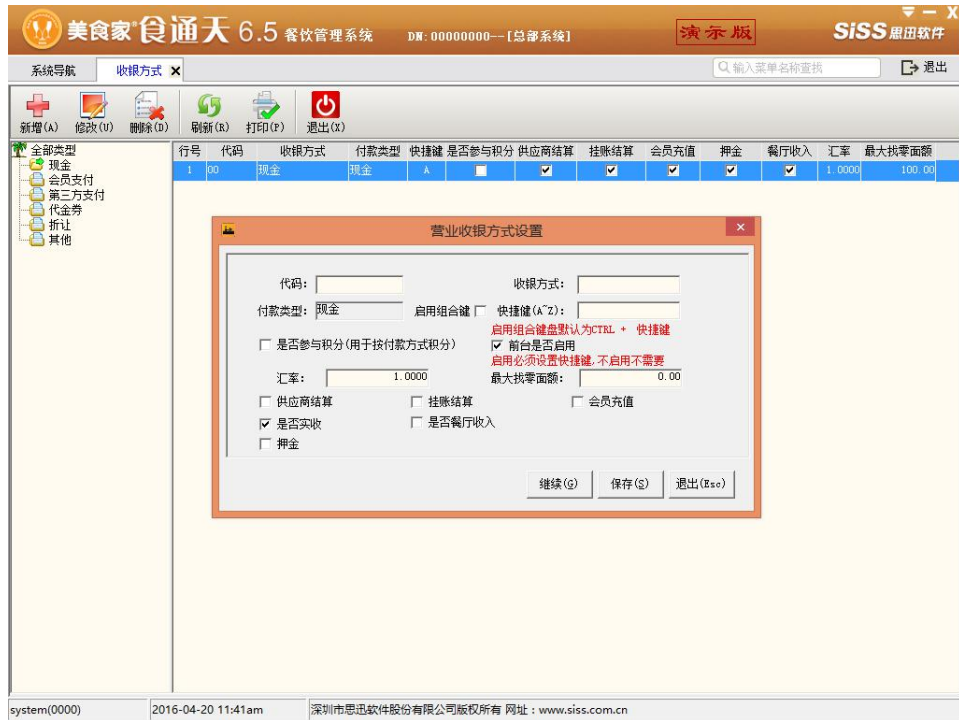 美食家®食通天 6.5 餐饮管理系统 DW:00000000--[总部系统] 演示版 SiSS 思迅软件
系统导航 收银方式 输入菜单名称查找 退出
新增(A) 修改(U) 删除(D) 刷新(R) 打印(P) 退出(X)
全部类型
现金
会员支付
第三方支付
代金券
折让
其他
行号 代码 收银方式 付款类型 快捷键 是否参与积分 供应商结算 挂账结算 会员充值 押金 餐厅收入 汇率 最大找零面额
1 00 现金 现金 A 1.0000 100.00
营业收银方式设置
代码: 收银方式:
付款类型: 现金 启用组合键 快捷健(A~Z):
启用组合键盘默认为CTRL + 快捷键
是否参与积分(用于按付款方式积分) 前台是否启用
启用必须设置快捷键,不启用不需要
汇率: 1.0000 最大找零面额: 0.00
供应商结算 挂账结算 会员充值
是否实收 是否餐厅收入
押金
继续(G) 保存(S) 退出(Esc)
system(0000) 2016-04-20 11:41am 深圳市思迅软件股份有限公司版权所有 网址：www.siss.com.cn